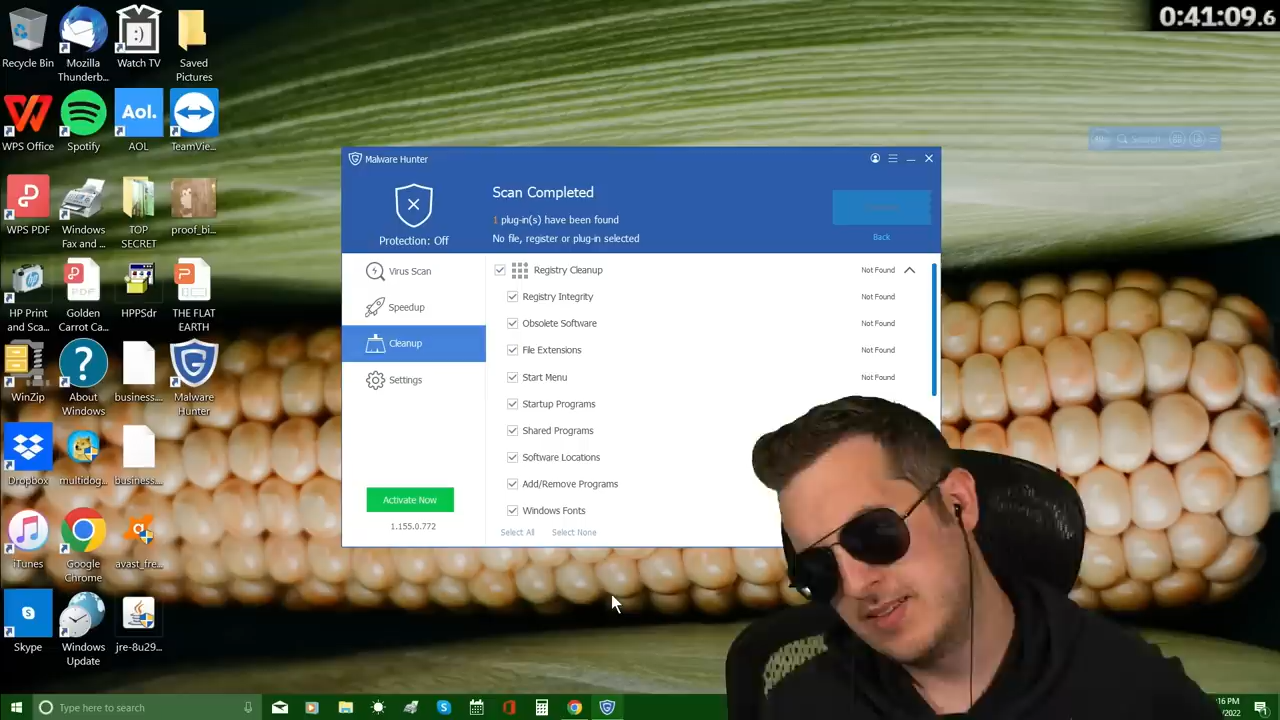 0:41:09.6
Recycle Bin
Mozilla
Thunderb...
Watch TV
Saved
Pictures
WPS Office
Spotify
Aol.
AOL
TeamVie...
WPS PDF
Windows
Fax and ...
TOP
SECRET
proof_bi...
HP Print
and Sca...
Golden
Carrot Ca...
HPPSdr
THE FLAT
EARTH
WinZip
About
Windows
business...
Malware
Hunter
Dropbox
multidog...
business...
iTunes
Google
Chrome
avast_fre...
Skype
Windows
Update
jre-8u29...
Search
Malware Hunter
Protection: Off
Scan Completed
1 plug-in(s) have been found
No file, register or plug-in selected
Back
Virus Scan
Speedup
Cleanup
Settings
Activate Now
1.155.0.772
Registry Cleanup Not Found
Registry Integrity Not Found
Obsolete Software Not Found
File Extensions Not Found
Start Menu Not Found
Startup Programs
Shared Programs
Software Locations
Add/Remove Programs
Windows Fonts
Select All Select None
Type here to search
:16 PM
/2022